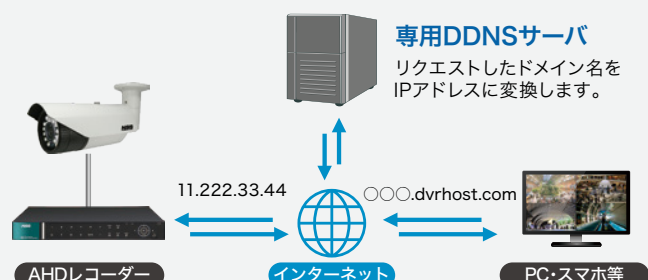 専用DDNSサーバ
リクエストしたドメイン名を
IPアドレスに変換します。
11.222.33.44
○○○.dvrhost.com
AHDレコーダー
インターネット
PC・スマホ等